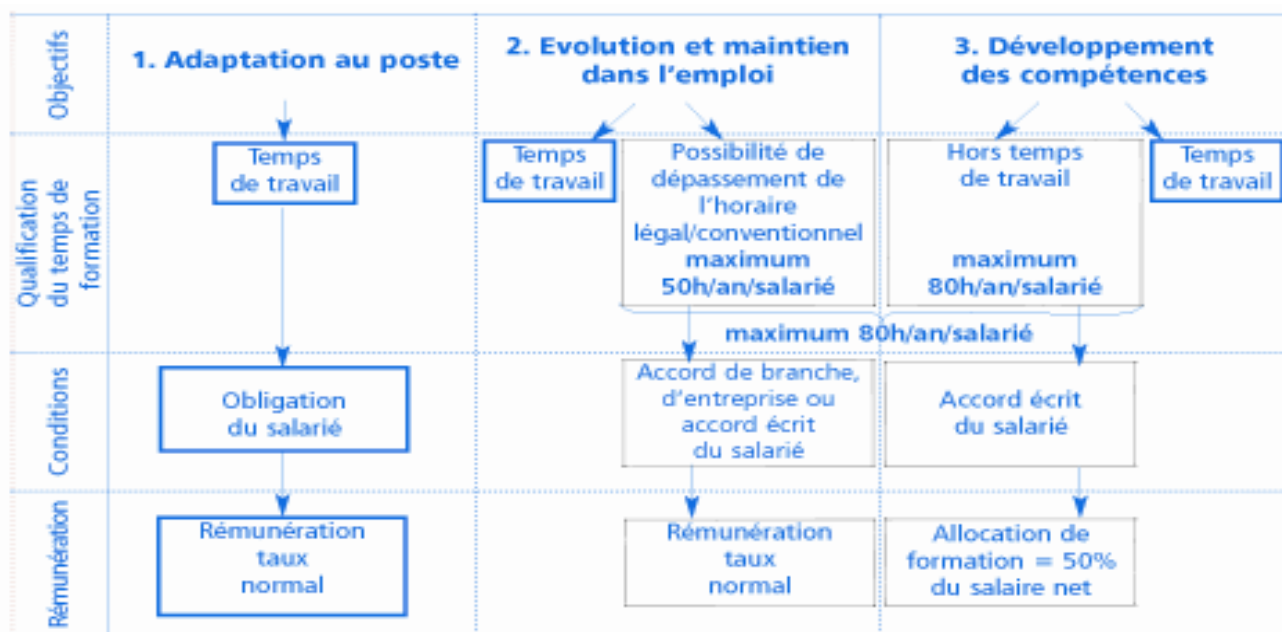 Objectifs
1. Adaptation au poste
2. Evolution et maintien
dans l'emploi
3. Développement
des compétences
Qualification
du temps de
formation
Temps
de travail
Temps
de travail
Possibilité de
dépassement de
l'horaire
légal/conventionnel
maximum
50h/an/salarié
Hors temps
de travail
maximum
80h/an/salarié
Temps
de travail
maximum 80h/an/salarié
Conditions
Obligation
du salarié
Accord de branche,
d'entreprise ou
accord écrit
du salarié
Accord écrit
du salarié
Rémunération
Rémunération
taux
normal
Rémunération
taux
normal
Allocation de
formation = 50%
du salaire net